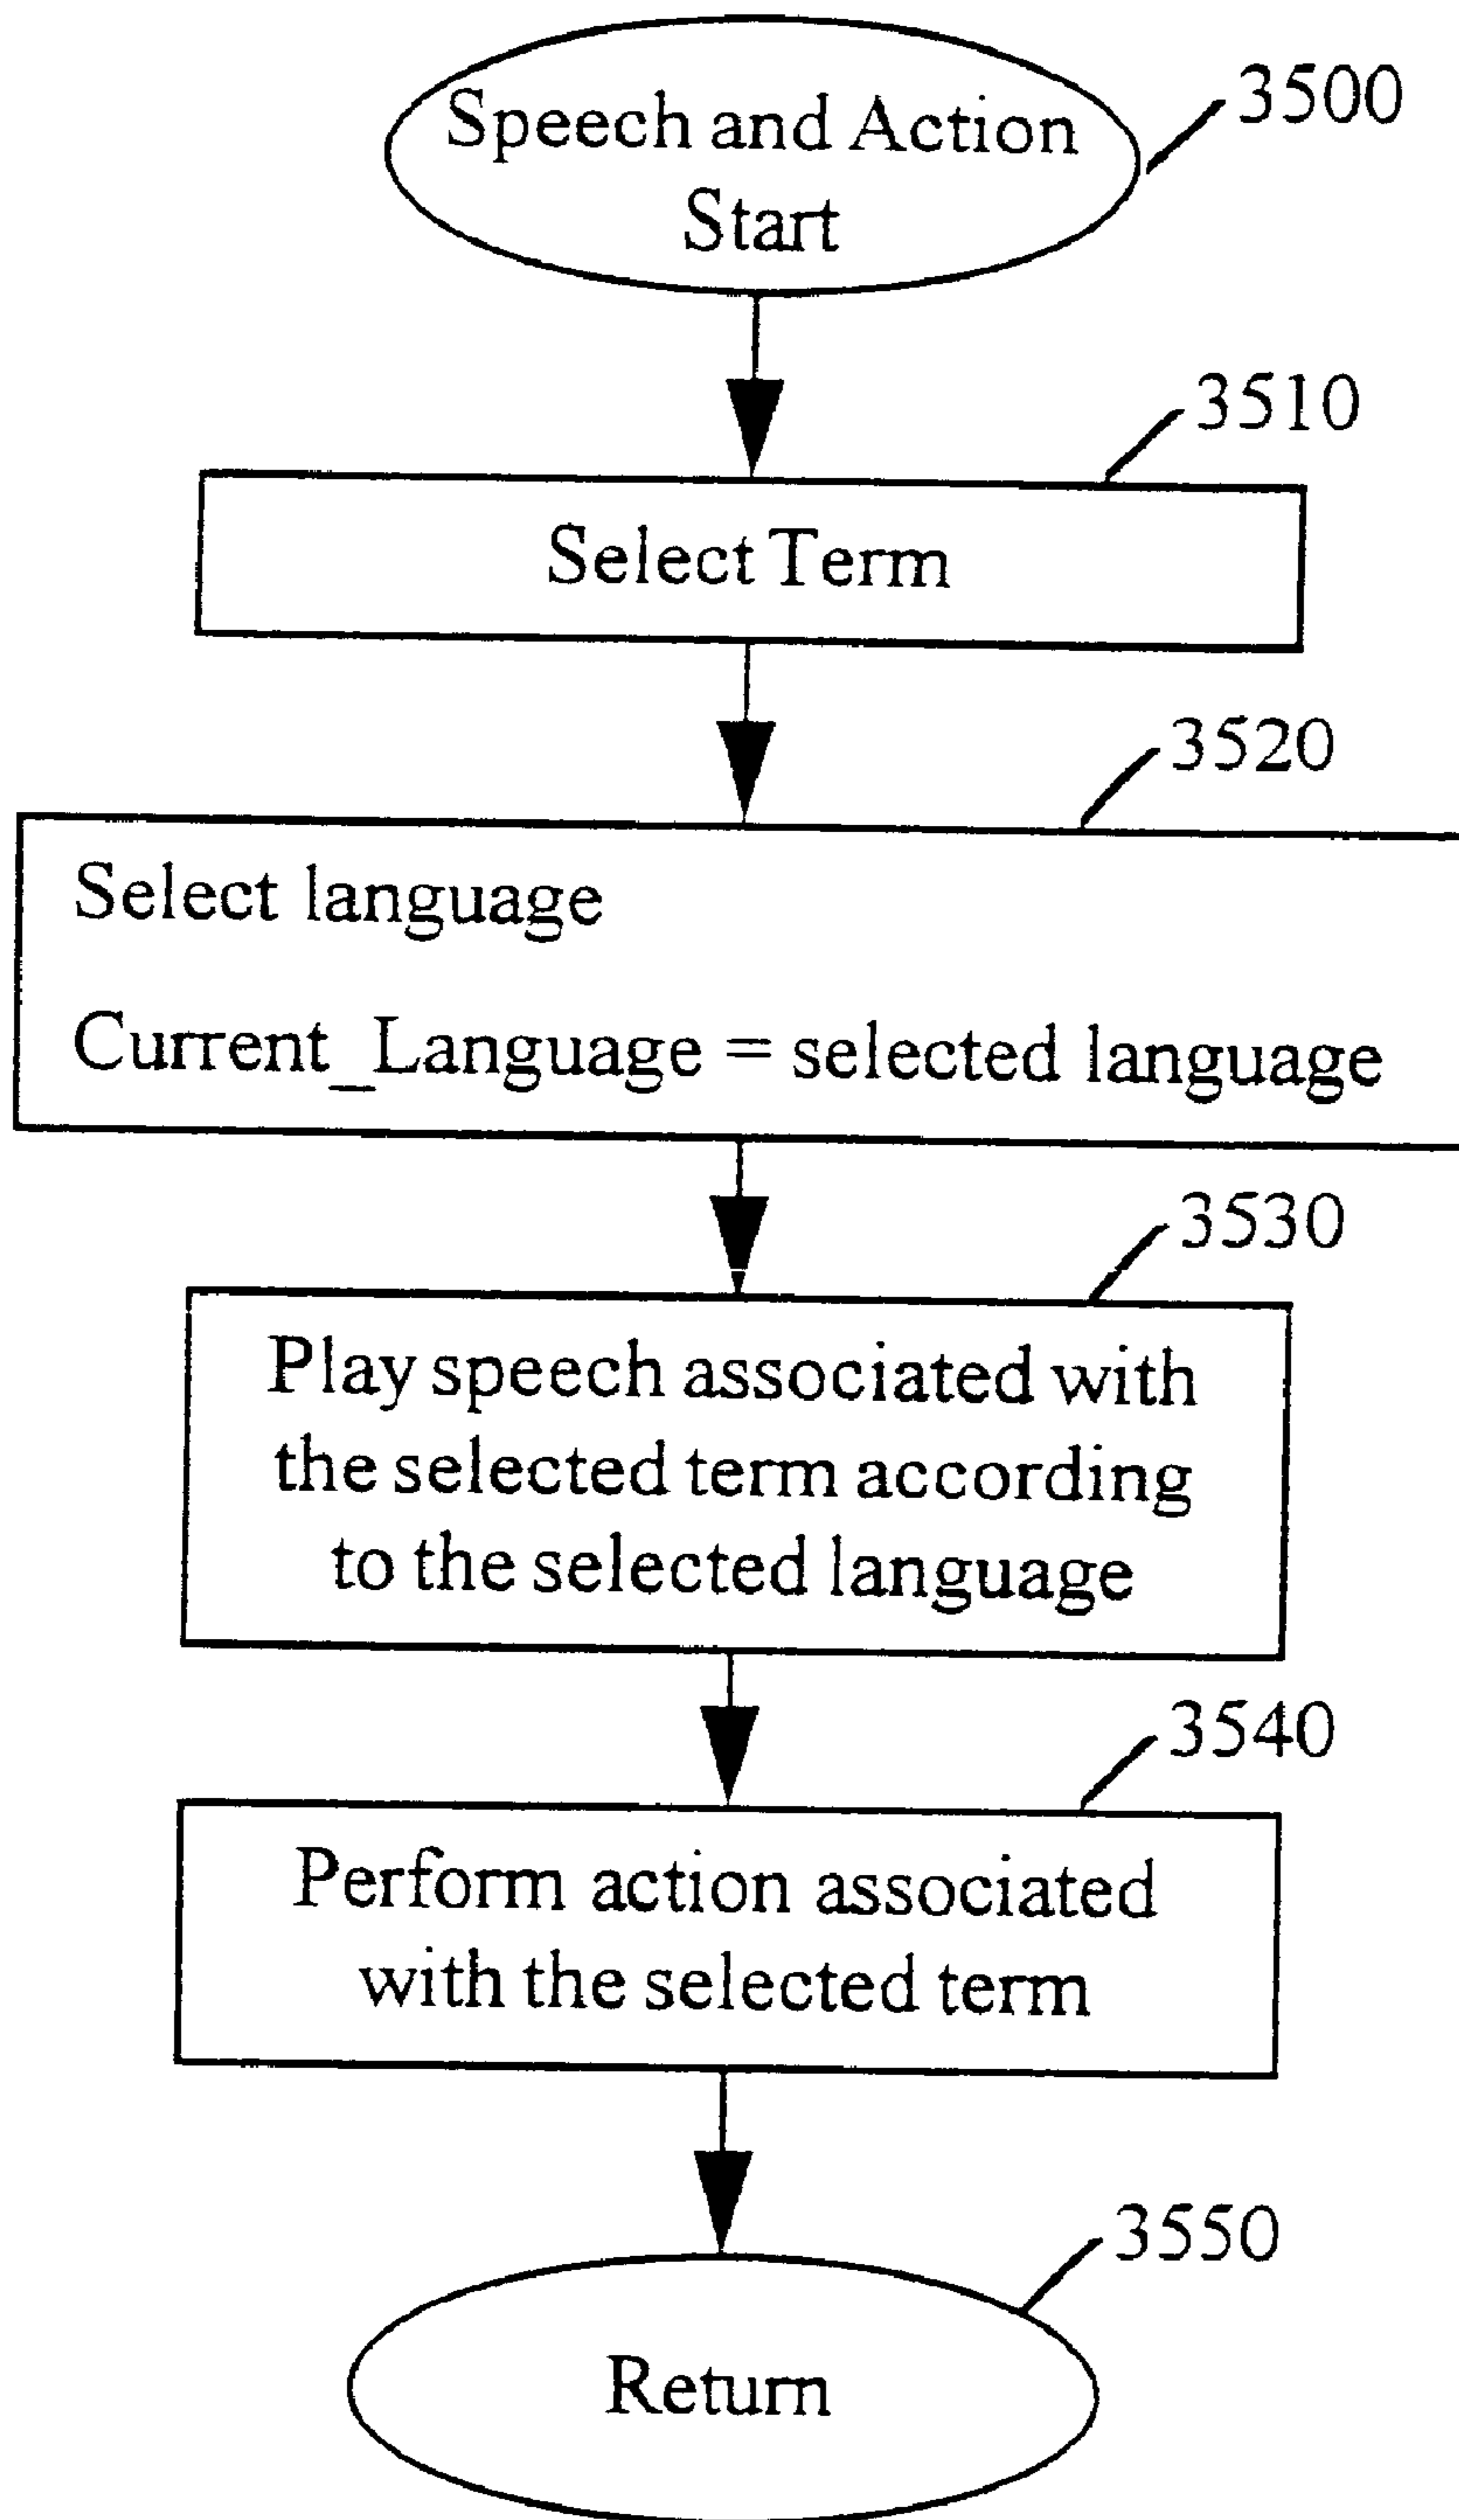 Speech and Action
Start
3500
3510
Select Term
3520
Select language
Current_Language = selected language
3530
Play speech associated with
the selected term according
to the selected language
3540
Perform action associated
with the selected term
3550
Return